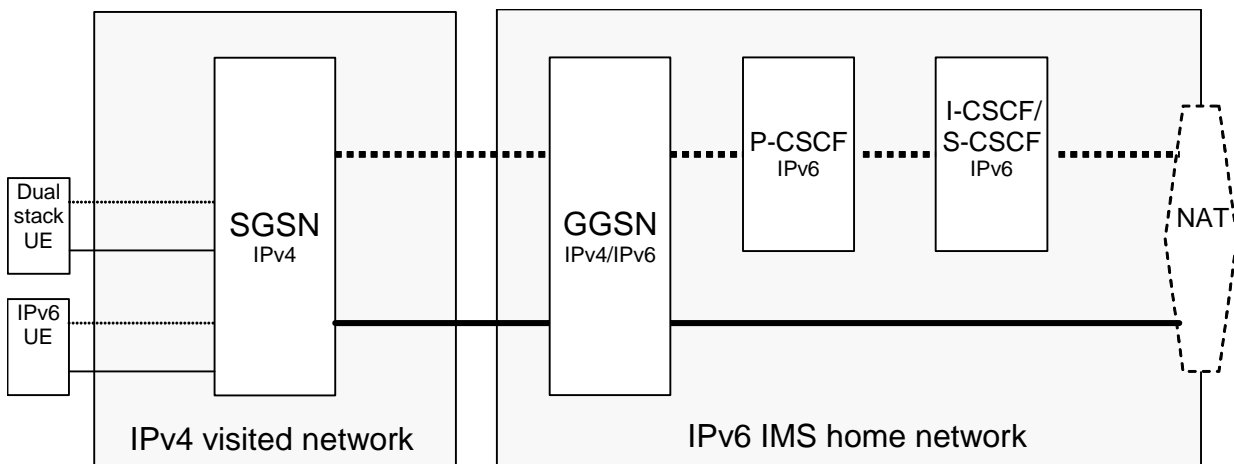 Dual
stack
UE
IPv6
UE
SGSN
IPv4
IPv4 visited network
GGSN
IPv4/IPv6
P-CSCF
IPv6
I-CSCF/
S-CSCF
IPv6
NAT
IPv6 IMS home network